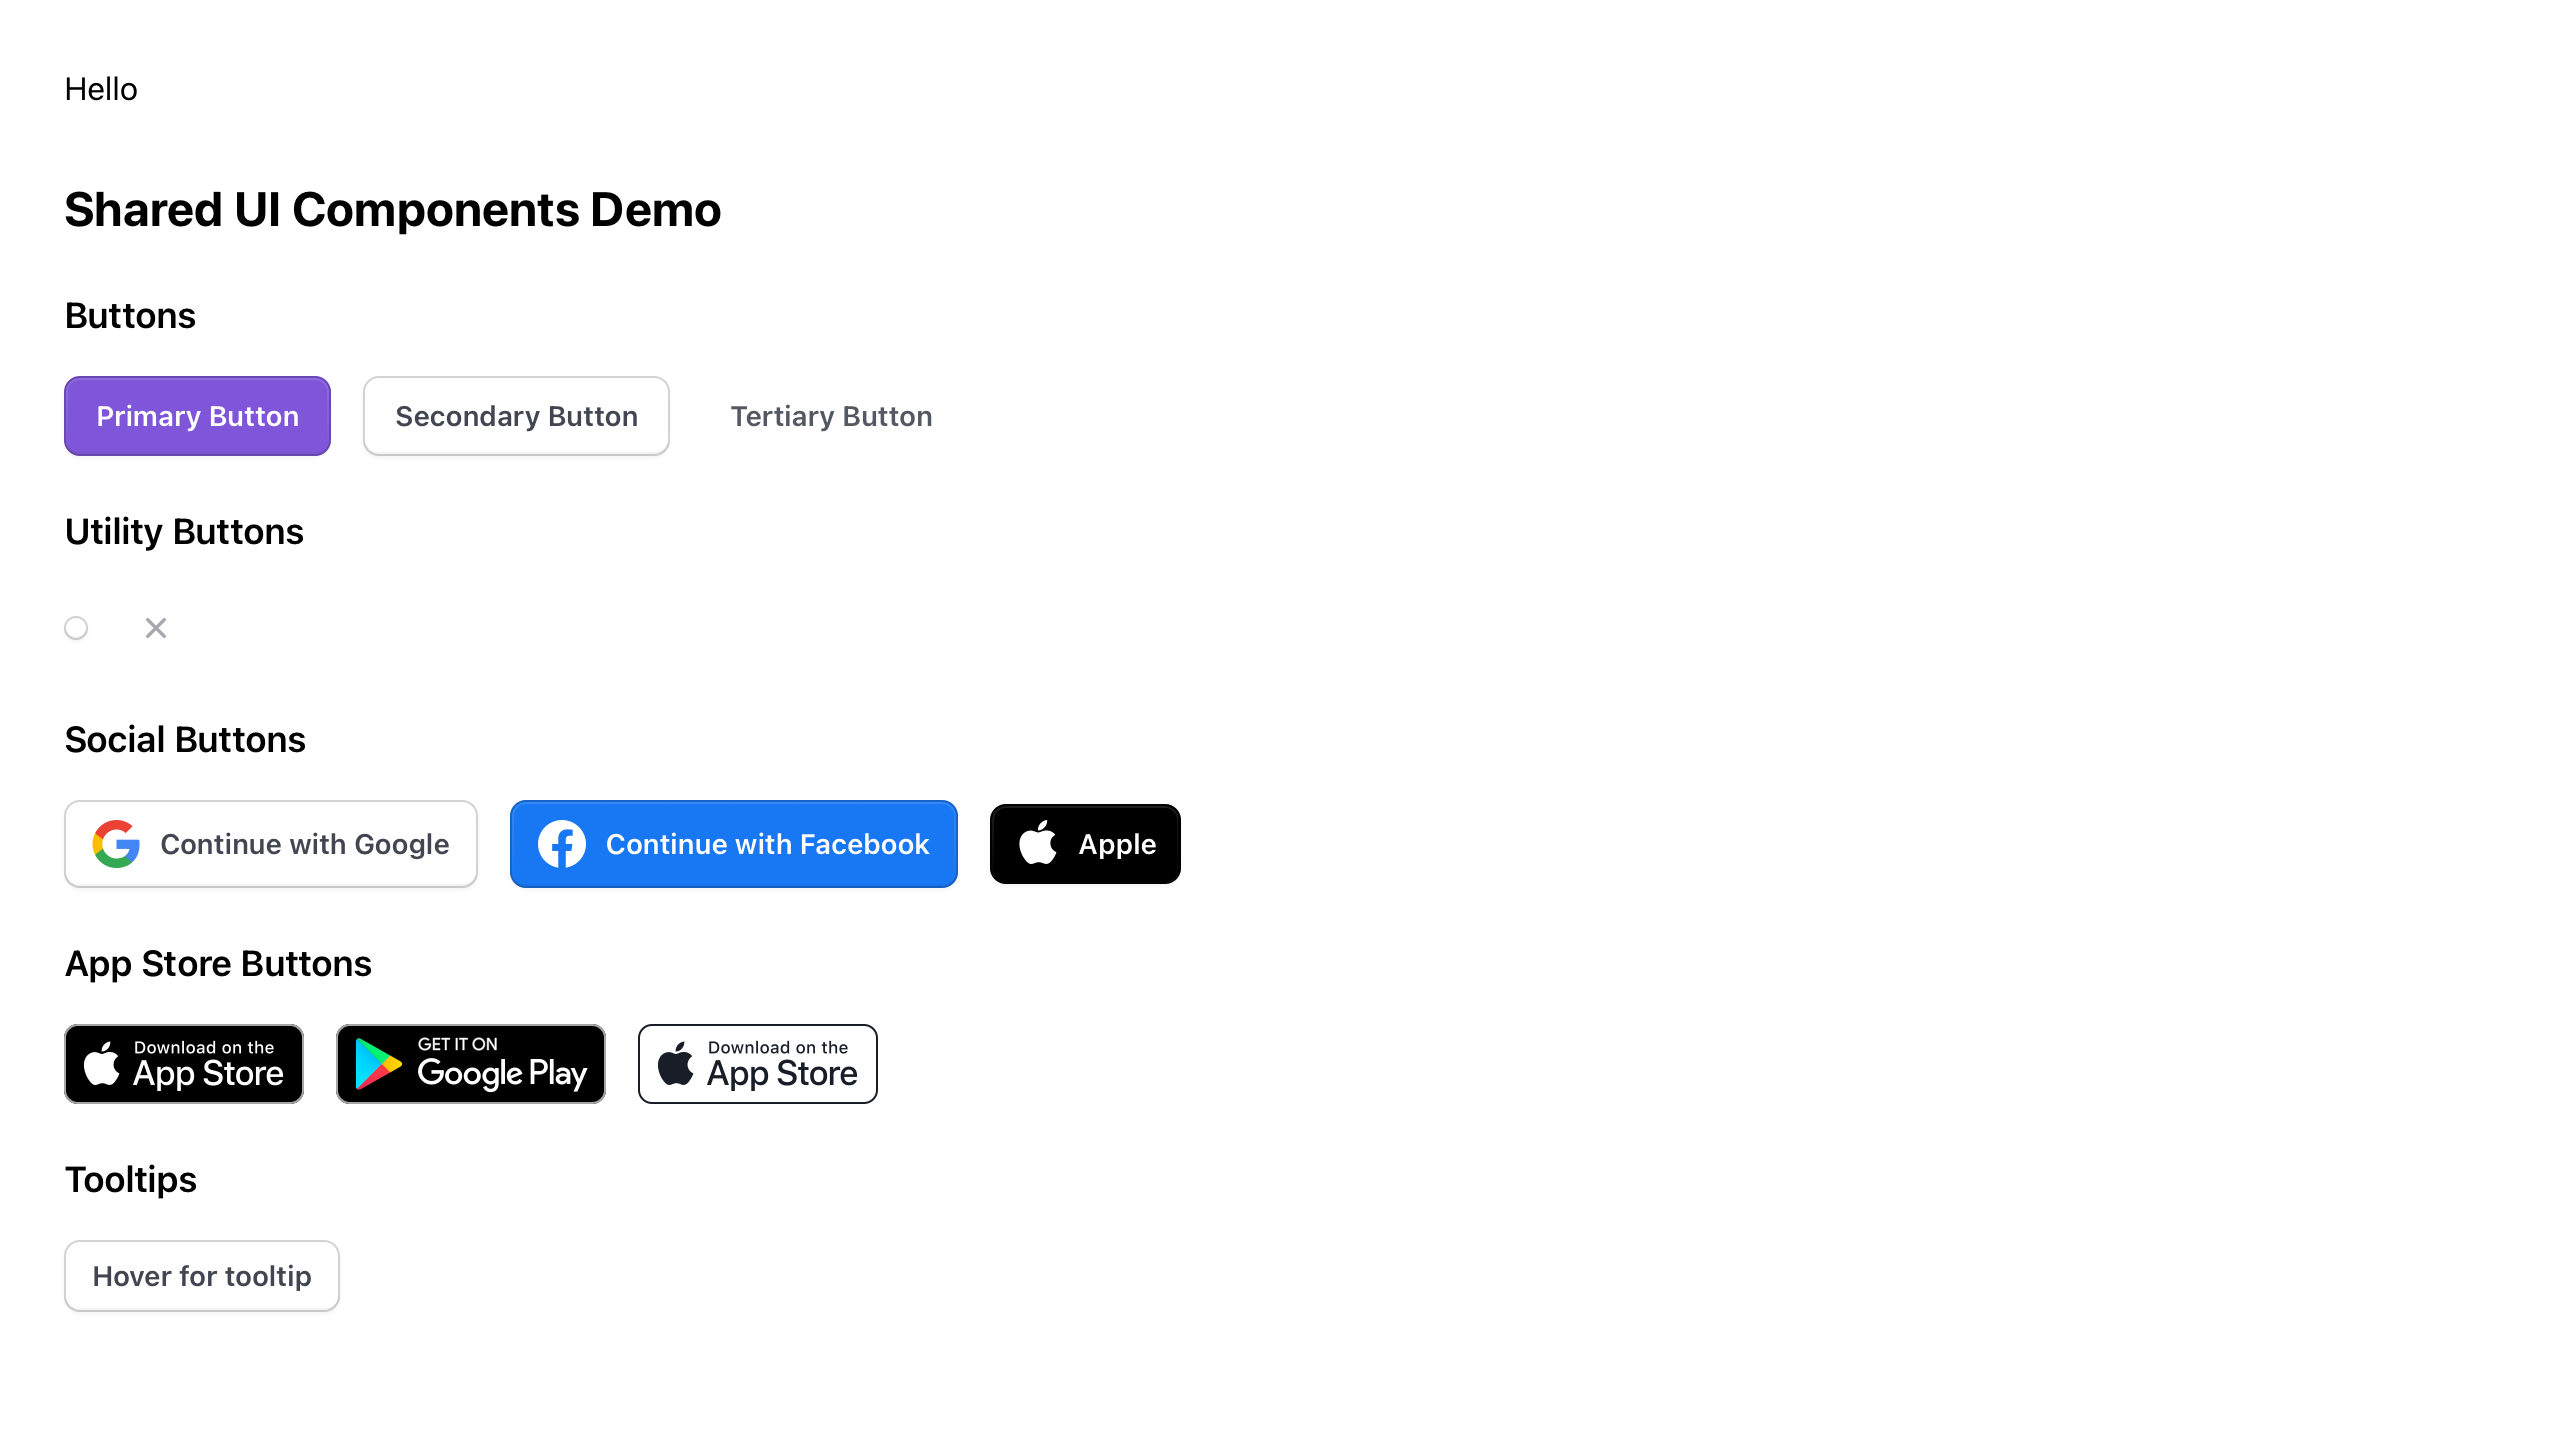 Hello
Shared UI Components Demo
Buttons
Primary Button
Secondary Button
Tertiary Button
Utility Buttons
Social Buttons
Continue with Google
Continue with Facebook
Apple
App Store Buttons
Download on the
App Store
GET IT ON
Google Play
Download on the
App Store
Tooltips
Hover for tooltip